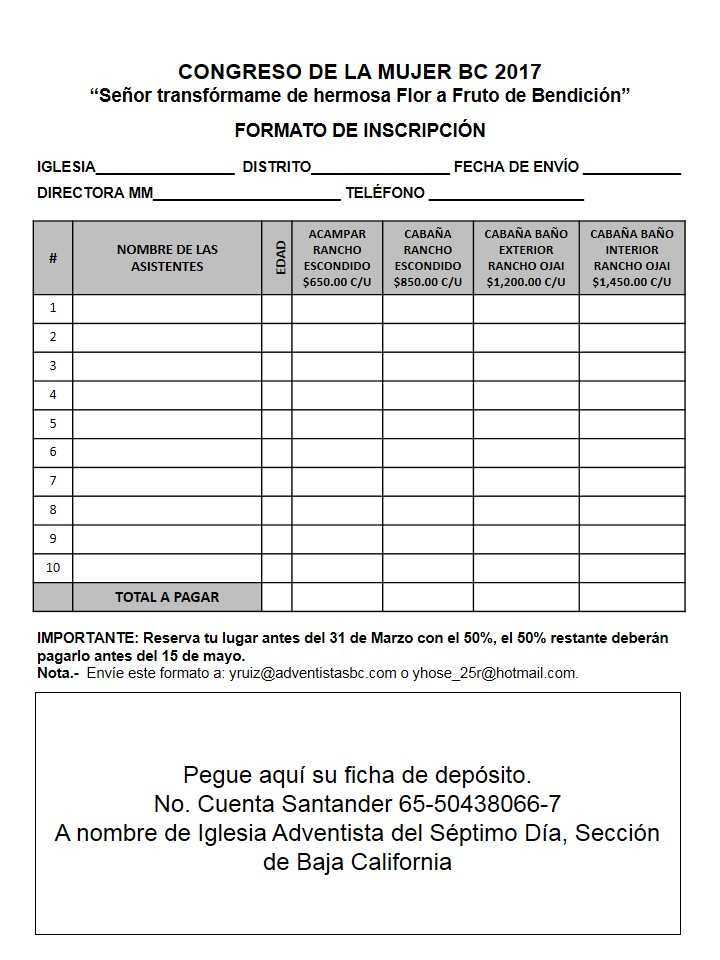 CONGRESO DE LA MUJER BC 2017
“Señor transfórmame de hermosa Flor a Fruto de Bendición”
FORMATO DE INSCRIPCIÓN
IGLESIA_________________ DISTRITO_________________ FECHA DE ENVÍO ____________
DIRECTORA MM_______________________ TELÉFONO ___________________
#
NOMBRE DE LAS
ASISTENTES
EDAD
ACAMPAR
RANCHO
ESCONDIDO
$650.00 C/U
CABAÑA
RANCHO
ESCONDIDO
$850.00 C/U
CABAÑA BAÑO
EXTERIOR
RANCHO OJAI
$1,200.00 C/U
CABAÑA BAÑO
INTERIOR
RANCHO OJAI
$1,450.00 C/U
1
2
3
4
5
6
7
8
9
10
TOTAL A PAGAR
IMPORTANTE: Reserva tu lugar antes del 31 de Marzo con el 50%, el 50% restante deberán
pagarlo antes del 15 de mayo.
Nota.- Envíe este formato a: yruiz@adventistasbc.com o yhose_25r@hotmail.com.
Pegue aquí su ficha de depósito.
No. Cuenta Santander 65-50438066-7
A nombre de Iglesia Adventista del Séptimo Día, Sección
de Baja California